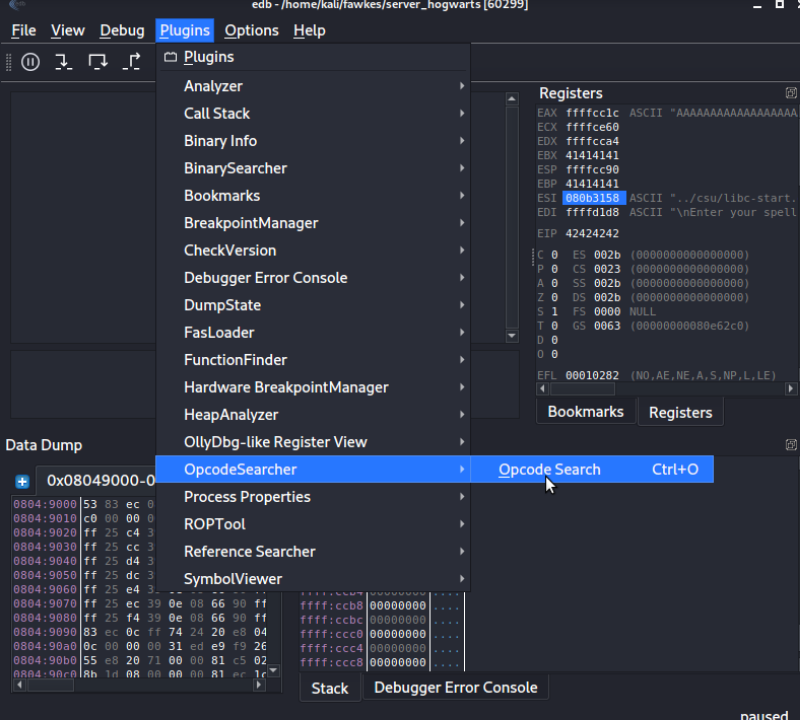 edb - /home/kali/fawkes/server_hogwarts [60299]
File View Debug Plugins Options Help
Plugins
Analyzer
Call Stack
Binary Info
BinarySearcher
Bookmarks
BreakpointManager
CheckVersion
Debugger Error Console
DumpState
FasLoader
FunctionFinder
Hardware BreakpointManager
HeapAnalyzer
OllyDbg-like Register View
OpcodeSearcher
Opcode Search Ctrl+O
Process Properties
ROPTool
Reference Searcher
SymbolViewer
Registers
EAX ffffcc1c ASCII "AAAAAAAAAAAAAAAAAA
ECX ffffce60
EDX ffffcca4
EBX 41414141
ESP ffffcc90
EBP 41414141
ESI 080b3158 ASCII "../csu/libc-start.
EDI ffffd1d8 ASCII "\nEnter your spell
EIP 42424242
C 0 ES 002b (0000000000000000)
P 0 CS 0023 (0000000000000000)
A 0 SS 002b (0000000000000000)
Z 0 DS 002b (0000000000000000)
S 1 FS 0000 NULL
T 0 GS 0063 (00000000080e62c0)
D 0
O 0
EFL 00010282 (NO,AE,NE,A,S,NP,L,LE)
Bookmarks Registers
Data Dump
0x08049000-0
0804:9000 53 83 ec 0
0804:9010 c0 00 00 0
0804:9020 ff 25 c4 3
0804:9030 ff 25 cc 3
0804:9040 ff 25 d4 3
0804:9050 ff 25 dc 3
0804:9060 ff 25 e4 3
0804:9070 ff 25 ec 39 0e 08 66 90 ff
0804:9080 ff 25 f4 39 0e 08 66 90 ff
0804:9090 83 ec 0c ff 74 24 20 e8 04
0804:90a0 0c 00 00 00 31 ed e9 f9 26
0804:90b0 55 e8 20 71 00 00 81 c5 02
0804:90c0 8b 1d 08 00 00 00 81 ec 1c
ffff:ccb4 00000000 ....
ffff:ccb8 00000000 ....
ffff:ccbc 00000000 ....
ffff:ccc0 00000000 ....
ffff:ccc4 00000000 ....
ffff:ccc8 00000000 ....
Stack Debugger Error Console
paused